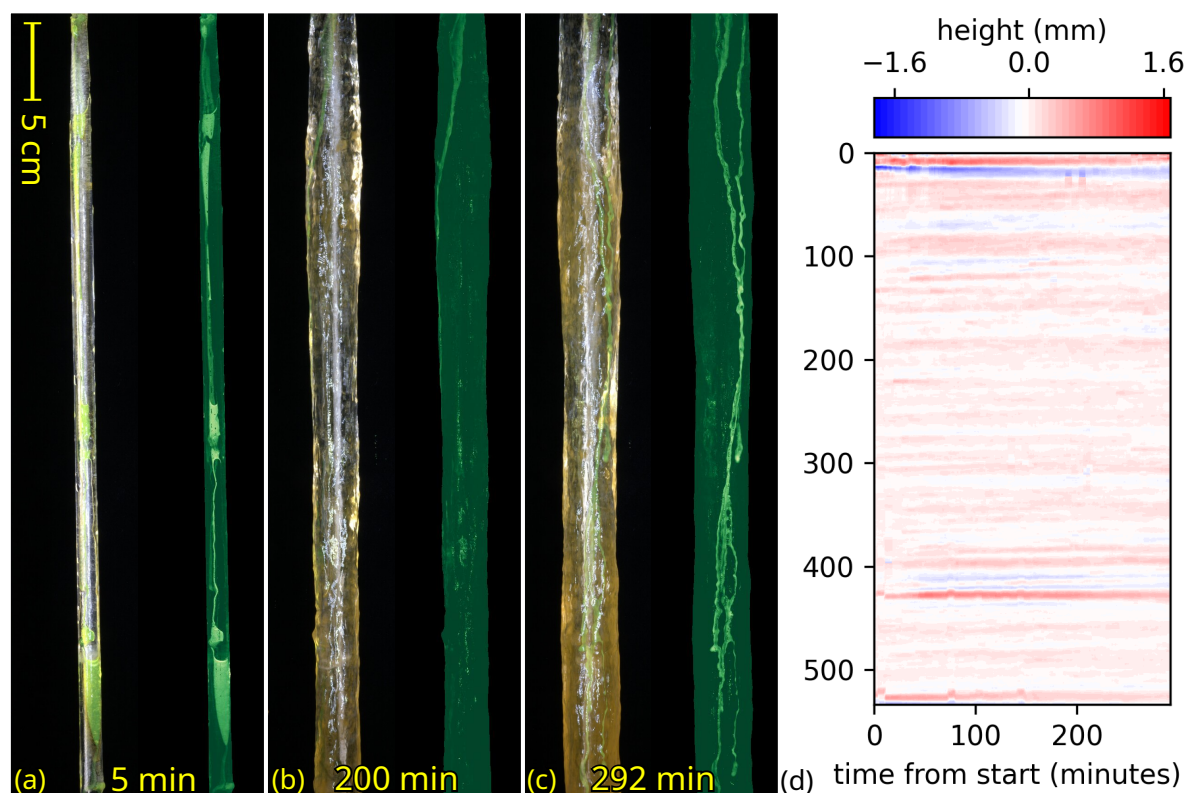 5 cm
(a) 5 min
(b) 200 min
(c) 292 min
(d)
height (mm)
−1.6 0.0 1.6
0
100
200
300
400
500
0 100 200
time from start (minutes)